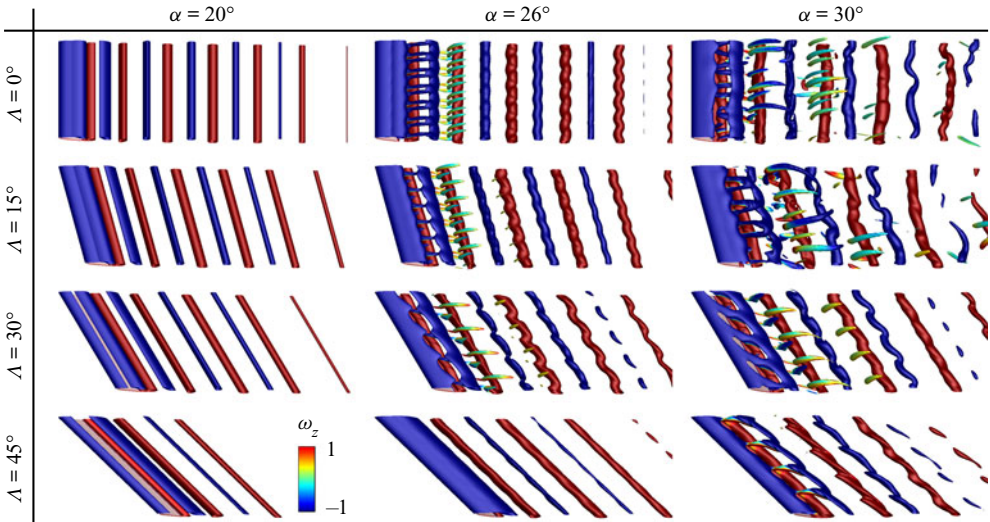 α = 20°
α = 26°
α = 30°
Λ = 0°
Λ = 15°
Λ = 30°
Λ = 45°
ω_z
1
–1